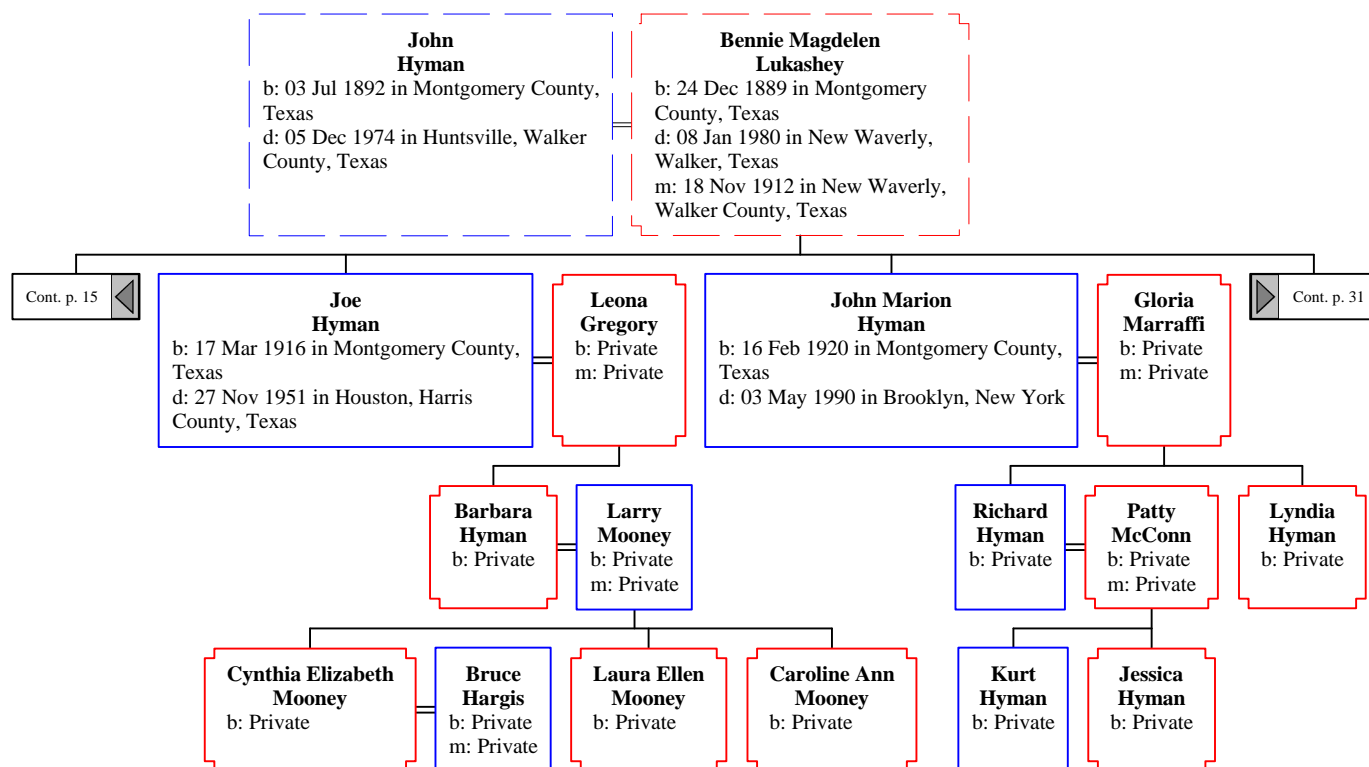 John
Hyman
b: 03 Jul 1892 in Montgomery County,
Texas
d: 05 Dec 1974 in Huntsville, Walker
County, Texas
Bennie Magdelen
Lukashey
b: 24 Dec 1889 in Montgomery
County, Texas
d: 08 Jan 1980 in New Waverly,
Walker, Texas
m: 18 Nov 1912 in New Waverly,
Walker County, Texas
Cont. p. 15
Joe
Hyman
b: 17 Mar 1916 in Montgomery County,
Texas
d: 27 Nov 1951 in Houston, Harris
County, Texas
Leona
Gregory
b: Private
m: Private
John Marion
Hyman
b: 16 Feb 1920 in Montgomery County,
Texas
d: 03 May 1990 in Brooklyn, New York
Gloria
Marraffi
b: Private
m: Private
Cont. p. 31
Barbara
Hyman
b: Private
Larry
Mooney
b: Private
m: Private
Richard
Hyman
b: Private
Patty
McConn
b: Private
m: Private
Lyndia
Hyman
b: Private
Cynthia Elizabeth
Mooney
b: Private
Bruce
Hargis
b: Private
m: Private
Laura Ellen
Mooney
b: Private
Caroline Ann
Mooney
b: Private
Kurt
Hyman
b: Private
Jessica
Hyman
b: Private